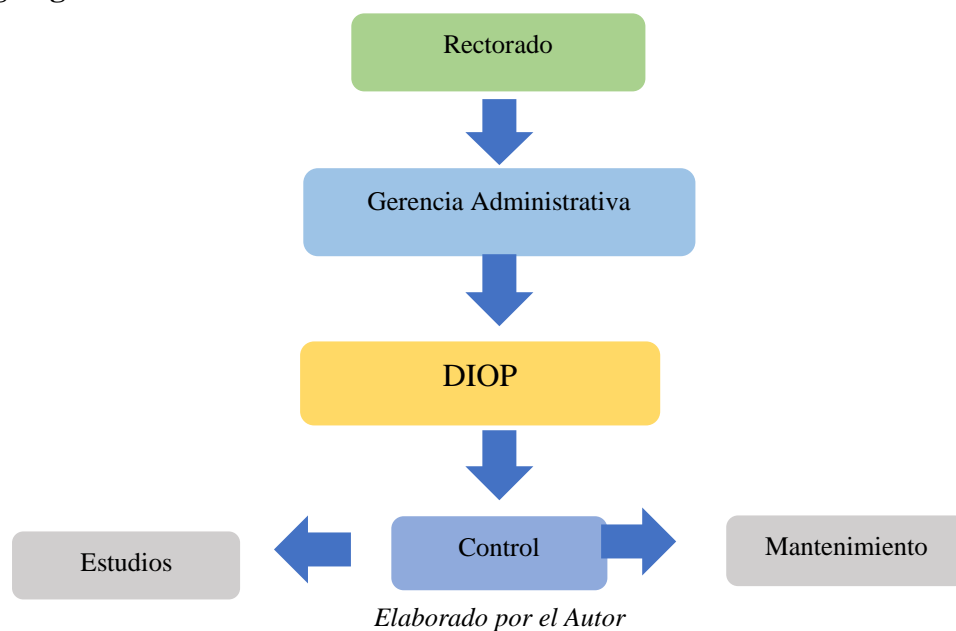 Rectorado
Gerencia Administrativa
DIOP
Estudios
Control
Mantenimiento
Elaborado por el Autor